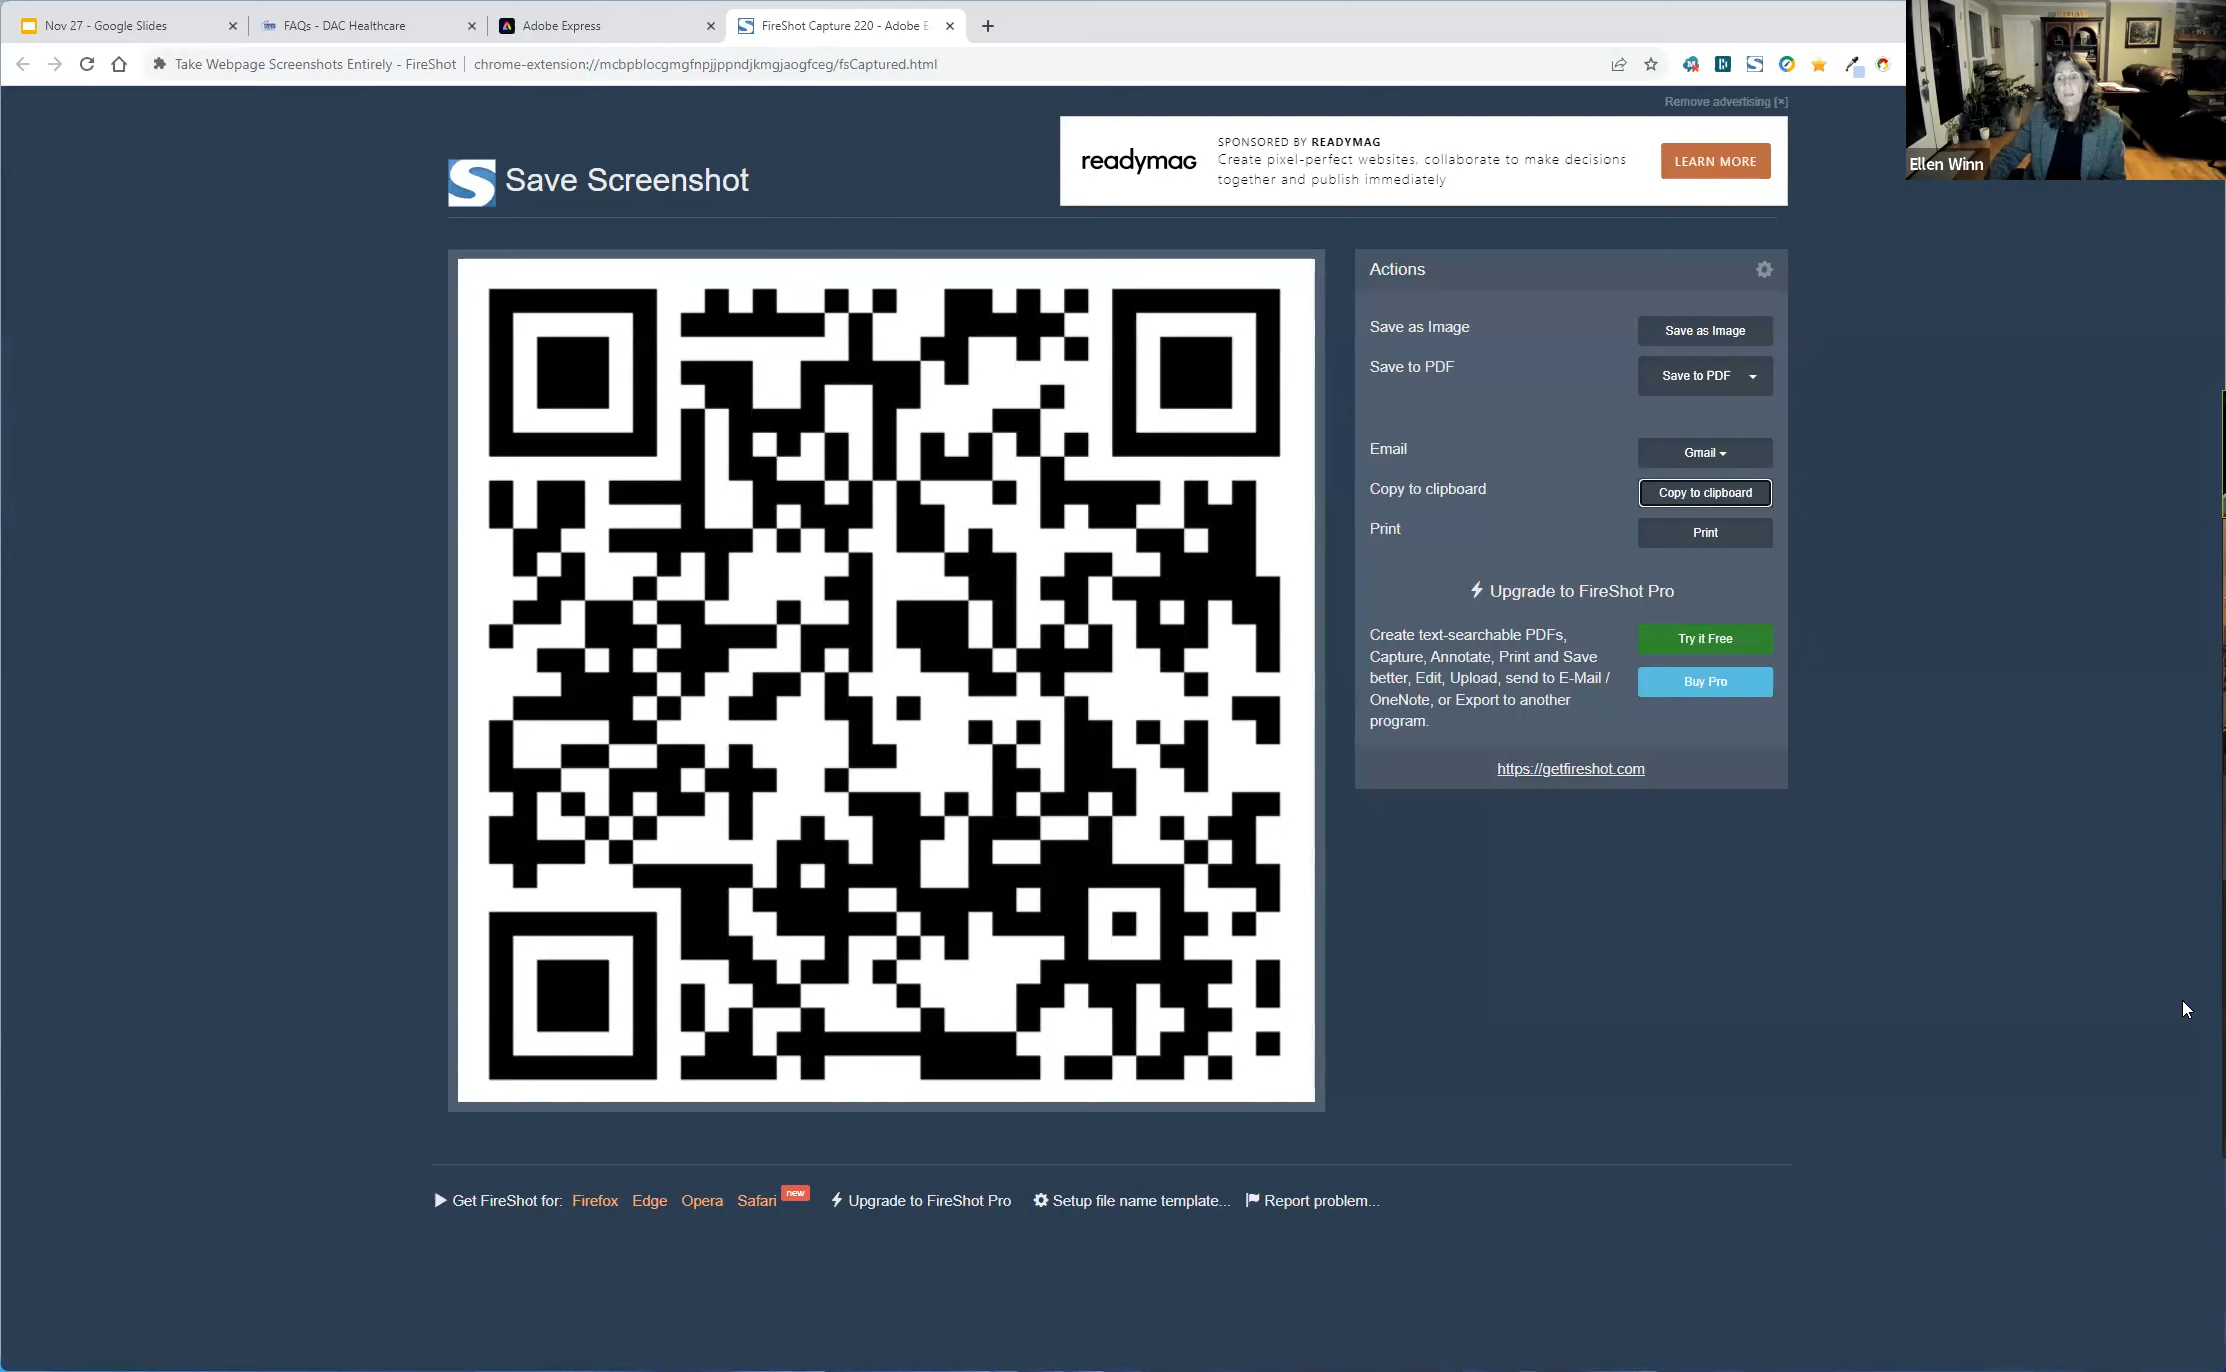 Nov 27 - Google Slides
FAQs - DAC Healthcare
Adobe Express
FireShot Capture 220 - Adobe E
Take Webpage Screenshots Entirely - FireShot
chrome-extension://mcbpblocgmgfnpjjppndjkmgjaogfceg/fsCaptured.html
Ellen Winn
Remove advertising [×]
Save Screenshot
readymag
SPONSORED BY READYMAG
Create pixel-perfect websites, collaborate to make decisions
together and publish immediately
LEARN MORE
Actions
Save as Image
Save as Image
Save to PDF
Save to PDF
Email
Gmail
Copy to clipboard
Copy to clipboard
Print
Print
Upgrade to FireShot Pro
Create text-searchable PDFs,
Capture, Annotate, Print and Save
better, Edit, Upload, send to E-Mail /
OneNote, or Export to another
program.
Try it Free
Buy Pro
https://getfireshot.com
Get FireShot for: Firefox Edge Opera Safari new Upgrade to FireShot Pro Setup file name template... Report problem...